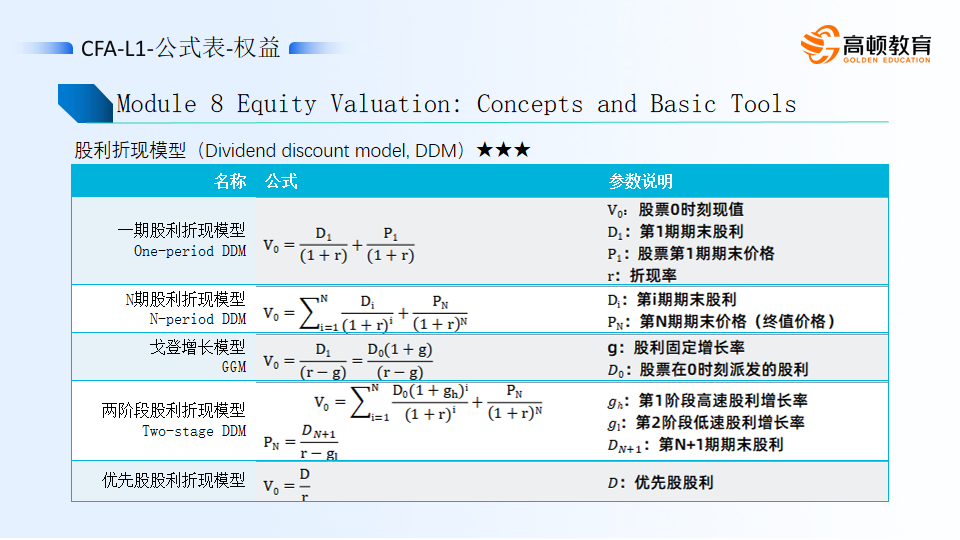 CFA-L1-公式表-权益
高顿教育
GOLDEN EDUCATION
Module 8 Equity Valuation: Concepts and Basic Tools
股利折现模型（Dividend discount model, DDM）★★★
名称 公式 参数说明
一期股利折现模型
One-period DDM
V₀ = D₁/(1 + r) + P₁/(1 + r)
V₀：股票0时刻现值
D₁：第1期期末股利
P₁：股票第1期期末价格
r：折现率
N期股利折现模型
N-period DDM
V₀ = ∑ᵢ₌₁ᴺ Dᵢ/(1 + r)ⁱ + P_N/(1 + r)ᴺ
Dᵢ：第i期期末股利
P_N：第N期期末价格（终值价格）
戈登增长模型
GGM
V₀ = D₁/(r − g) = D₀(1 + g)/(r − g)
g：股利固定增长率
D₀：股票在0时刻派发的股利
两阶段股利折现模型
Two-stage DDM
V₀ = ∑ᵢ₌₁ᴺ D₀(1 + g_h)ⁱ/(1 + r)ⁱ + P_N/(1 + r)ᴺ
P_N = D_N+1/(r − g_l)
g_h：第1阶段高速股利增长率
g_l：第2阶段低速股利增长率
D_N+1：第N+1期期末股利
优先股股利折现模型
V₀ = D/r
D：优先股股利